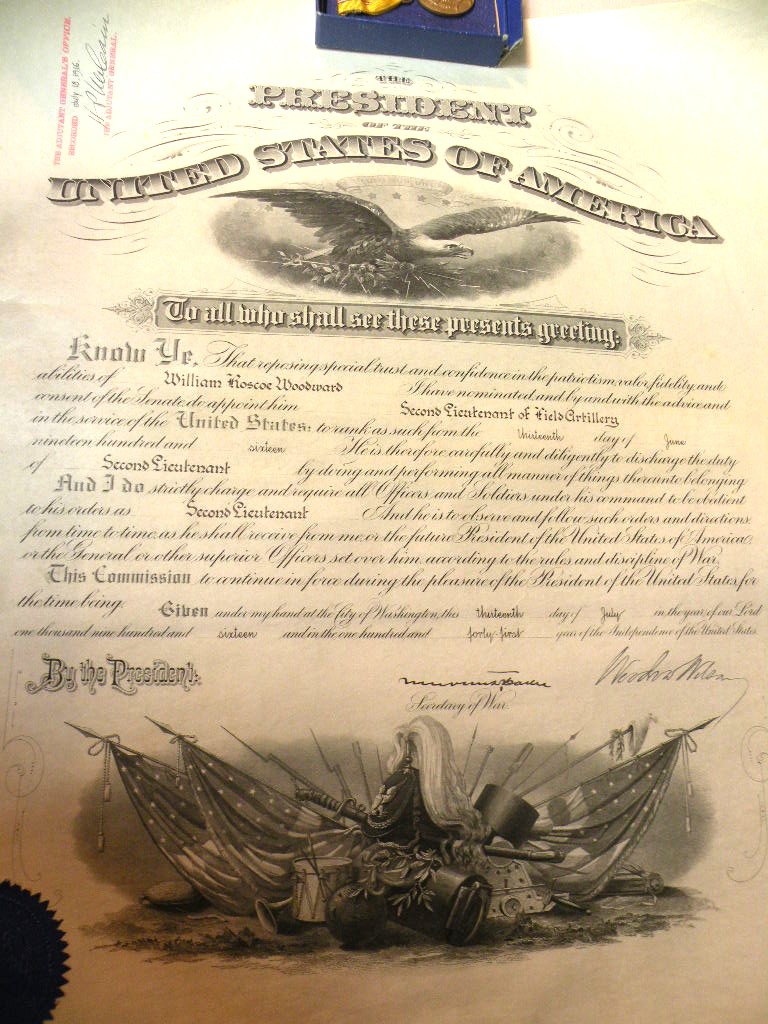 THE ADJUTANT GENERAL'S OFFICE.
RECORDED July 18, 1916.
ADJUTANT GENERAL.
THE
PRESIDENT
OF THE
UNITED STATES OF AMERICA
To all who shall see these presents greeting:
Know Ye, That reposing special trust and confidence in the patriotism, valor, fidelity and
abilities of William Roscoe Woodward I have nominated and by and with the advice and
consent of the Senate do appoint him Second Lieutenant of Field Artillery
in the service of the United States: to rank as such from the thirteenth day of June
nineteen hundred and sixteen He is therefore carefully and diligently to discharge the duty
of Second Lieutenant by doing and performing all manner of things thereunto belonging
And I do strictly charge and require all Officers and Soldiers under his command to be obedient
to his orders as Second Lieutenant And he is to observe and follow such orders and directions
from time to time, as he shall receive from me, or the future President of the United States of America,
or the General or other superior Officers set over him, according to the rules and discipline of War.
This Commission to continue in force during the pleasure of the President of the United States, for
the time being.
Given under my hand at the City of Washington, this thirteenth day of July in the year of our Lord
one thousand nine hundred and sixteen and in the one hundred and forty-first year of the Independence of the United States.
By the President:
Woodrow Wilson
Secretary of War.